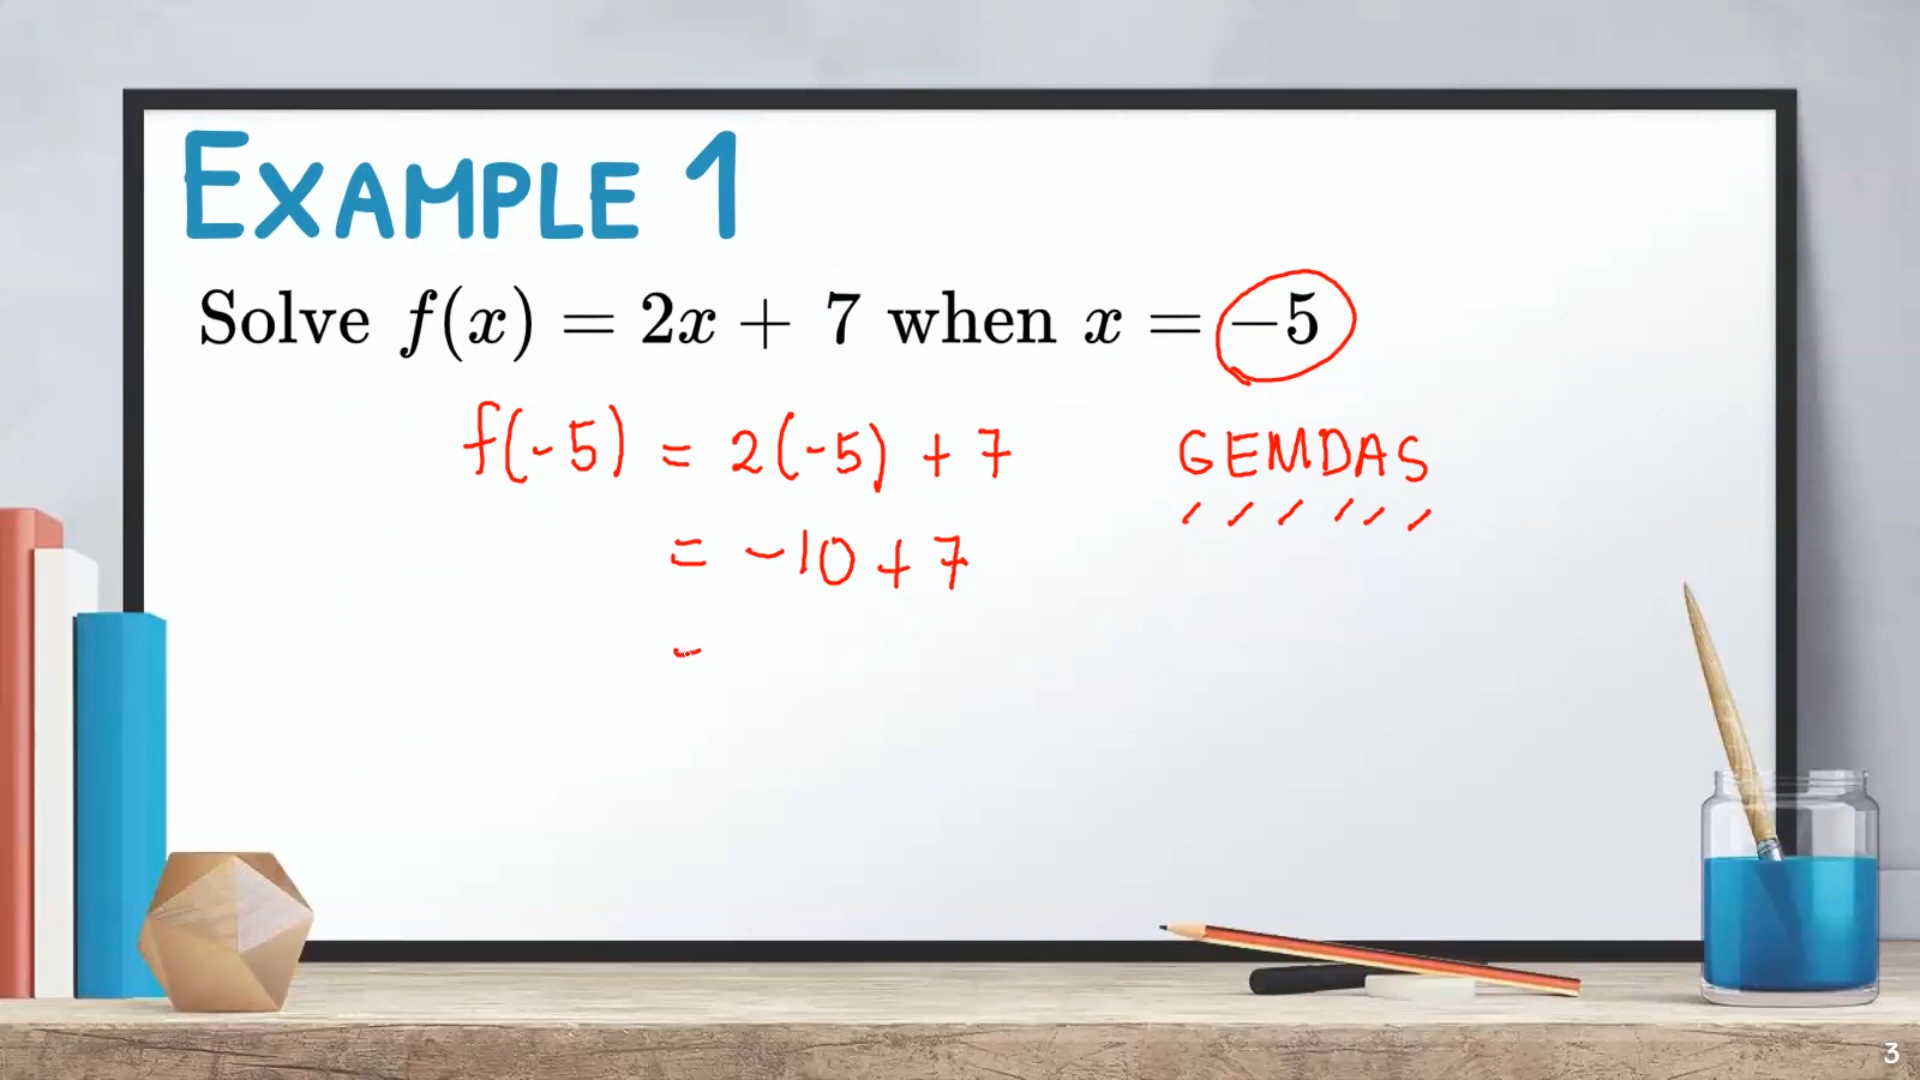 EXAMPLE 1
Solve f(x) = 2x + 7 when x = −5
f(-5) = 2(-5) + 7
GEMDAS
= -10 + 7
-
3